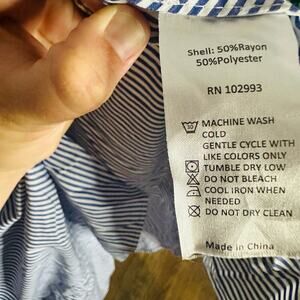 Shell: 50%Rayon
50%Polyester
RN 102993
MACHINE WASH
COLD
GENTLE CYCLE WITH
LIKE COLORS ONLY
TUMBLE DRY LOW
DO NOT BLEACH
COOL IRON WHEN
NEEDED
DO NOT DRY CLEAN
Made in China